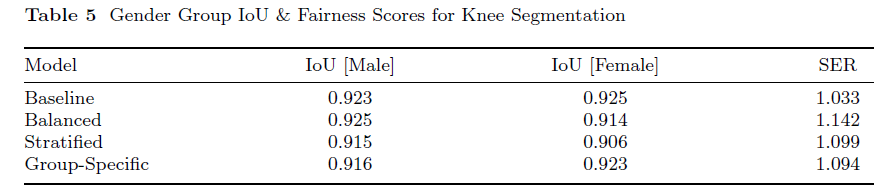 Table 5 Gender Group IoU & Fairness Scores for Knee Segmentation
Model IoU [Male] IoU [Female] SER
Baseline 0.923 0.925 1.033
Balanced 0.925 0.914 1.142
Stratified 0.915 0.906 1.099
Group-Specific 0.916 0.923 1.094